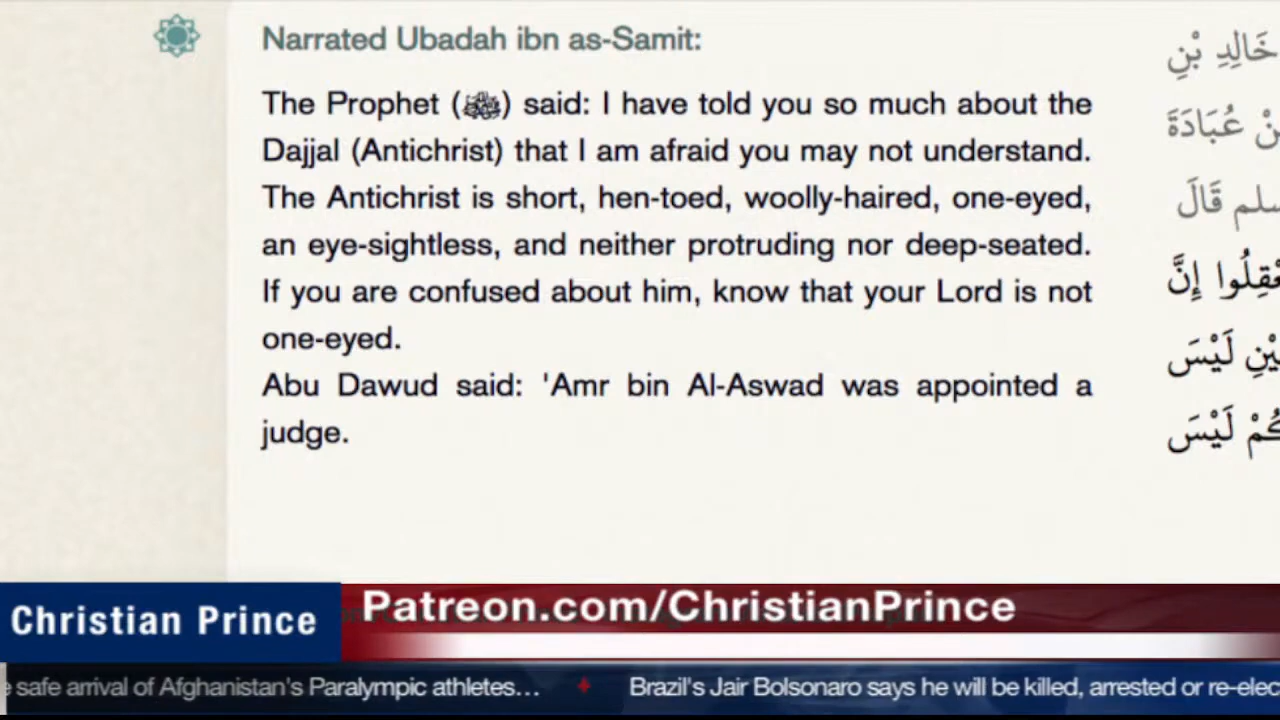 Narrated Ubadah ibn as-Samit:
The Prophet (ﷺ) said: I have told you so much about the
Dajjal (Antichrist) that I am afraid you may not understand.
The Antichrist is short, hen-toed, woolly-haired, one-eyed,
an eye-sightless, and neither protruding nor deep-seated.
If you are confused about him, know that your Lord is not
one-eyed.
Abu Dawud said: 'Amr bin Al-Aswad was appointed a
judge.
خَالِدِ بْنِ
عُبَادَةَ
قَالَ
إِنَّ
لَيْسَ
لَيْسَ
Christian Prince
Patreon.com/ChristianPrince
safe arrival of Afghanistan's Paralympic athletes... Brazil's Jair Bolsonaro says he will be killed, arrested or